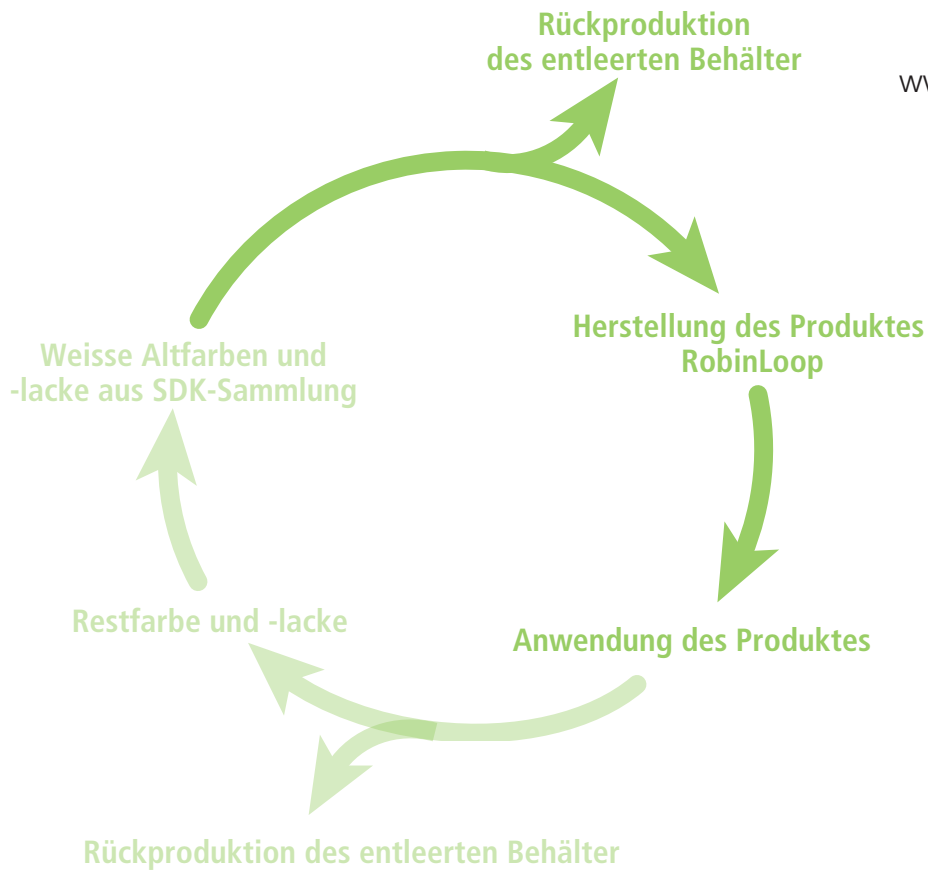 Rückproduktion
des entleerten Behälter
Herstellung des Produktes
RobinLoop
Anwendung des Produktes
Restfarbe und -lacke
Rückproduktion des entleerten Behälter
Weisse Altfarben und
-lacke aus SDK-Sammlung